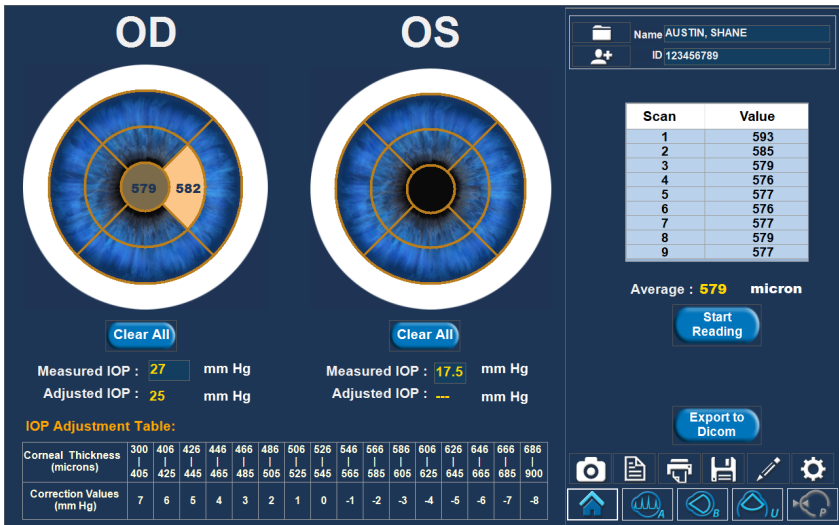 OD
OS
579
582
Clear All
Clear All
Measured IOP : 27 mm Hg
Adjusted IOP : 25 mm Hg
Measured IOP : 17.5 mm Hg
Adjusted IOP : --- mm Hg
IOP Adjustment Table:
Corneal Thickness (microns) 300 | 405 406 | 425 426 | 445 446 | 465 466 | 485 486 | 505 506 | 525 526 | 545 546 | 565 566 | 585 586 | 605 606 | 625 626 | 645 646 | 665 666 | 685 686 | 900
Correction Values (mm Hg) 7 6 5 4 3 2 1 0 -1 -2 -3 -4 -5 -6 -7 -8
Name AUSTIN, SHANE
ID 123456789
Scan Value
1 593
2 585
3 579
4 576
5 577
6 576
7 577
8 579
9 577
Average : 579 micron
Start
Reading
Export to
Dicom
A
B
U
P